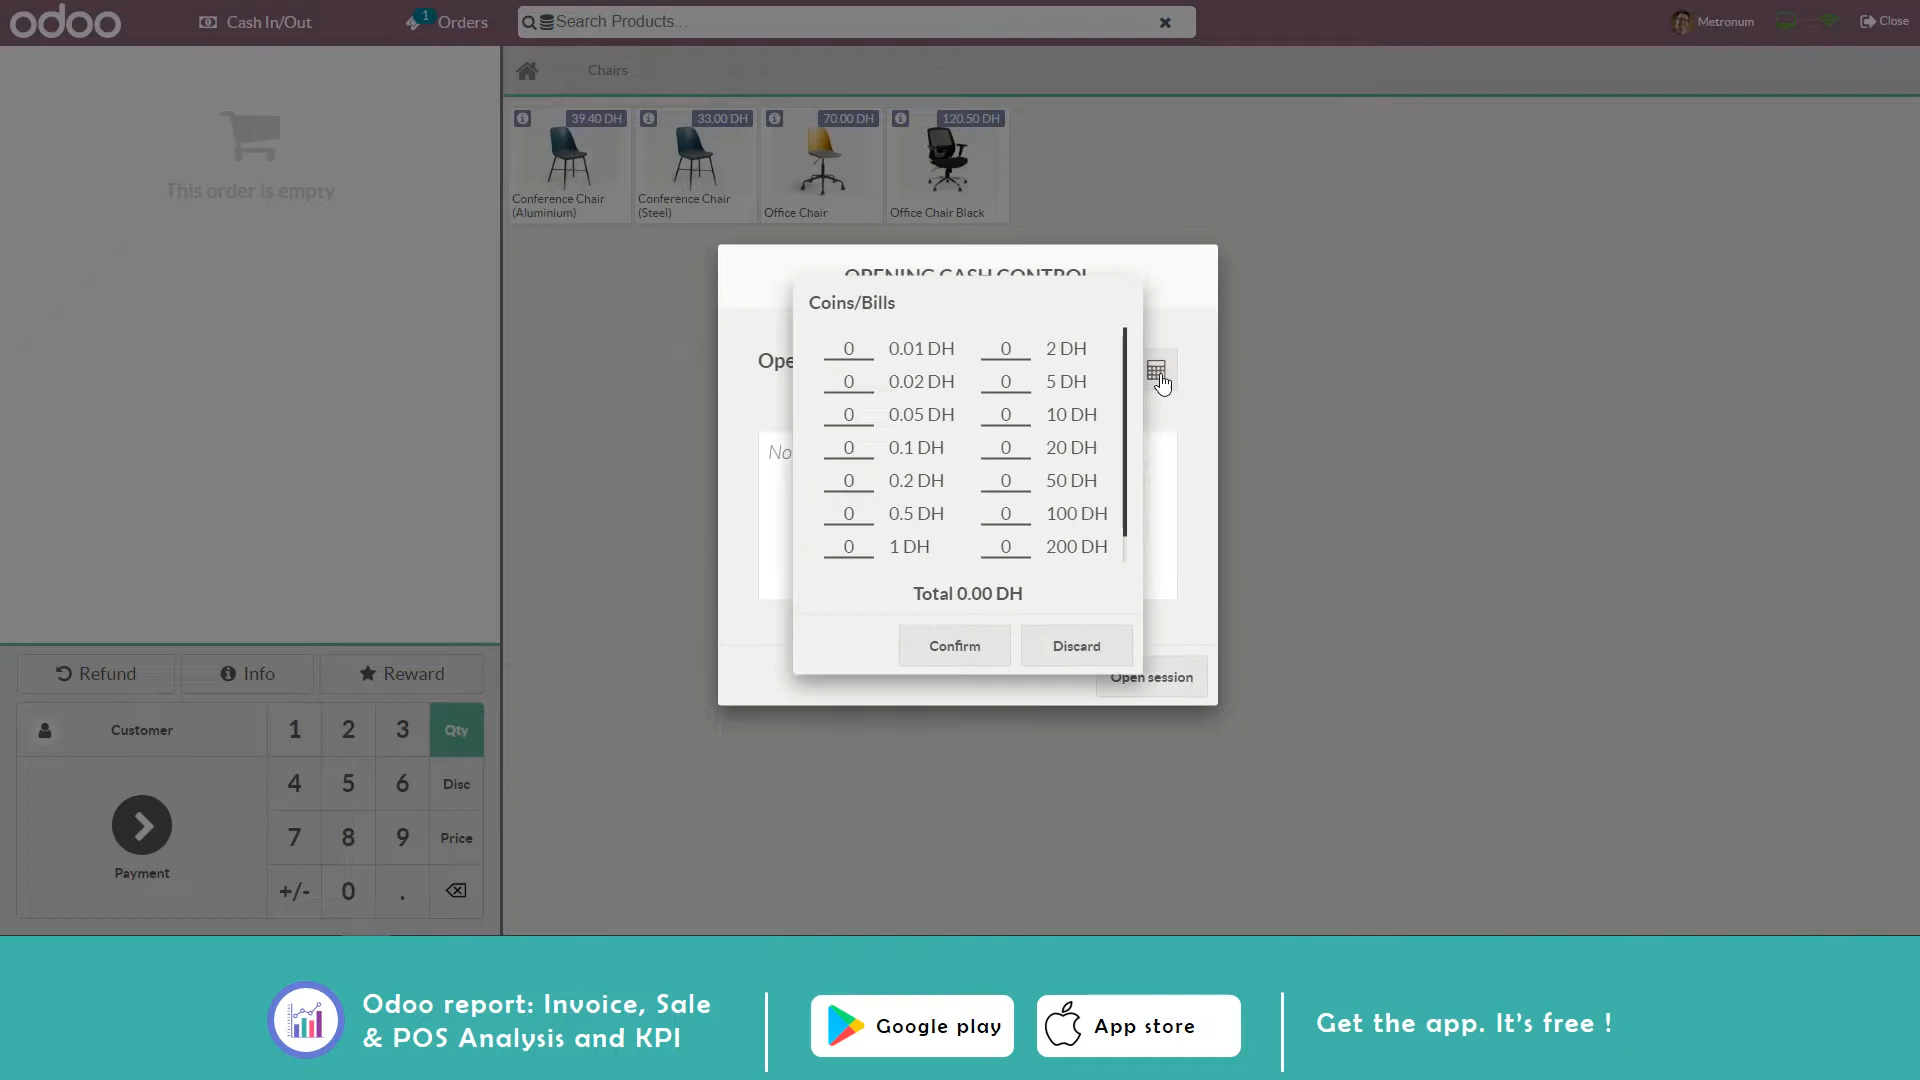 odoo
Cash In/Out
1
Orders
Search Products...
Metronum
Close
Chairs
39.40 DH
33.00 DH
70.00 DH
120.50 DH
Conference Chair
(Aluminium)
Conference Chair
(Steel)
Office Chair
Office Chair Black
This order is empty
OPENING CASH CONTROL
Ope
No
Coins/Bills
0 0.01 DH 0 2 DH
0 0.02 DH 0 5 DH
0 0.05 DH 0 10 DH
0 0.1 DH 0 20 DH
0 0.2 DH 0 50 DH
0 0.5 DH 0 100 DH
0 1 DH 0 200 DH
Total 0.00 DH
Confirm
Discard
Open session
Refund
Info
Reward
Customer
1 2 3 Qty
4 5 6 Disc
7 8 9 Price
+/- 0 .
Payment
Odoo report: Invoice, Sale
& POS Analysis and KPI
Google play
App store
Get the app. It's free !